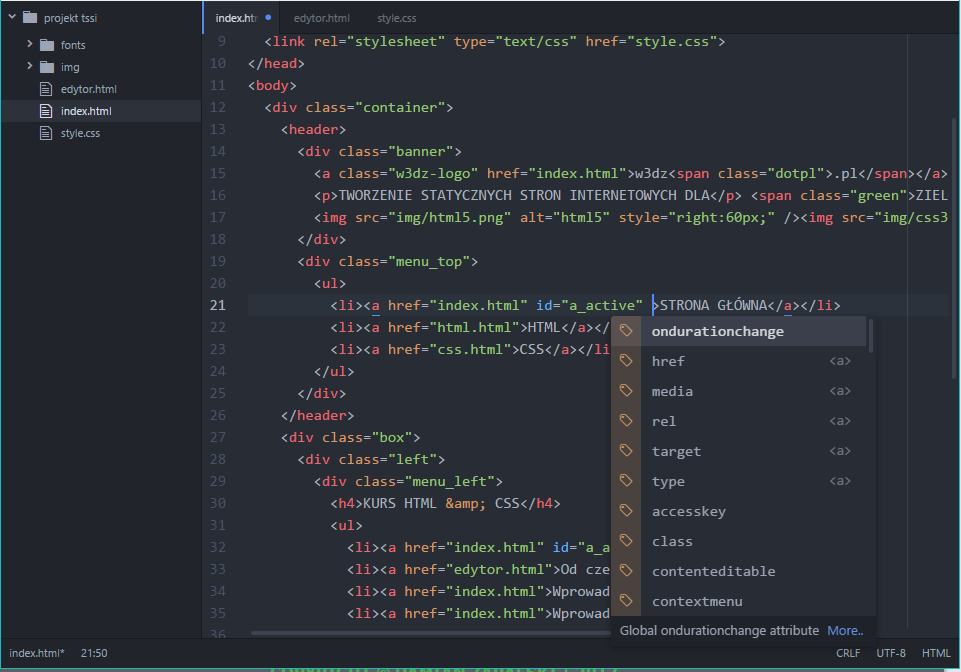 projekt tssi
fonts
img
edytor.html
index.html
style.css
index.htr
edytor.html
style.css
9 <link rel="stylesheet" type="text/css" href="style.css">
10 </head>
11 <body>
12 <div class="container">
13 <header>
14 <div class="banner">
15 <a class="w3dz-logo" href="index.html">w3dz<span class="dotpl">.pl</span></a>
16 <p>TWORZENIE STATYCZNYCH STRON INTERNETOWYCH DLA</p> <span class="green">ZIEL
17 <img src="img/html5.png" alt="html5" style="right:60px;" /><img src="img/css3
18 </div>
19 <div class="menu_top">
20 <ul>
21 <li><a href="index.html" id="a_active" >STRONA GŁÓWNA</a></li>
22 <li><a href="html.html">HTML</a></
23 <li><a href="css.html">CSS</a></li
24 </ul>
25 </div>
26 </header>
27 <div class="box">
28 <div class="left">
29 <div class="menu_left">
30 <h4>KURS HTML &amp; CSS</h4>
31 <ul>
32 <li><a href="index.html" id="a_a
33 <li><a href="edytor.html">Od cze
34 <li><a href="index.html">Wprowad
35 <li><a href="index.html">Wprowad
36
ondurationchange
href <a>
media <a>
rel <a>
target <a>
type <a>
accesskey
class
contenteditable
contextmenu
Global ondurationchange attribute More..
index.html* 21:50 CRLF UTF-8 HTML